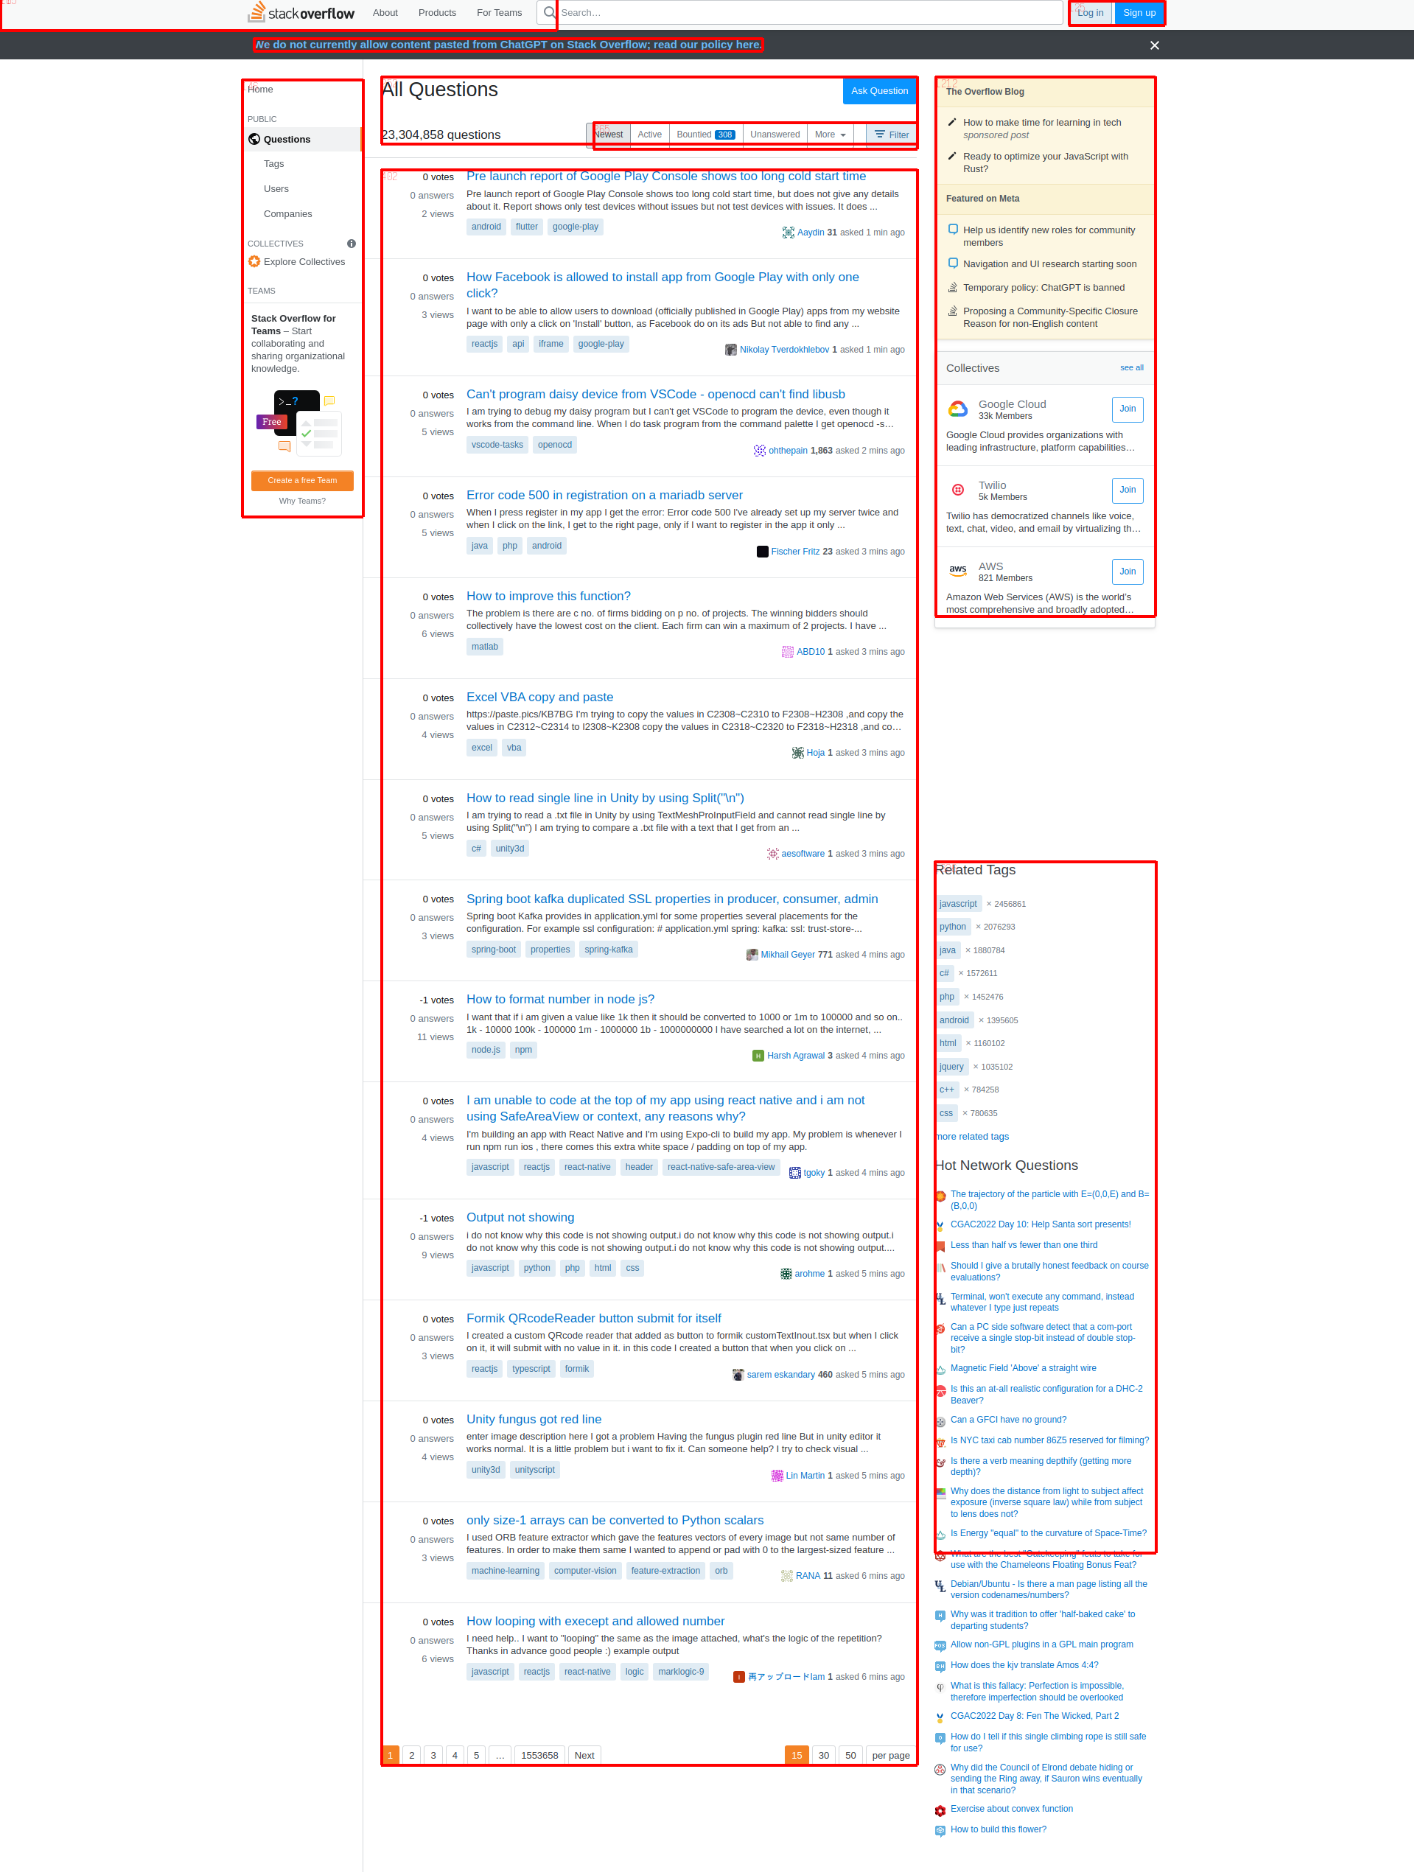 stackoverflow
About
Products
For Teams
Search…
Log in
Sign up
We do not currently allow content pasted from ChatGPT on Stack Overflow; read our policy here.
Home
PUBLIC
Questions
Tags
Users
Companies
COLLECTIVES
Explore Collectives
TEAMS
Stack Overflow for
Teams – Start
collaborating and
sharing organizational
knowledge.
>_?
Free
Create a free Team
Why Teams?
All Questions
Ask Question
23,304,858 questions
Newest
Active
Bountied 308
Unanswered
More
Filter
0 votes
0 answers
2 views
Pre launch report of Google Play Console shows too long cold start time
Pre launch report of Google Play Console shows too long cold start time, but does not give any details
about it. Report shows only test devices without issues but not test devices with issues. It does ...
android flutter google-play
Aaydin 31 asked 1 min ago
0 votes
0 answers
3 views
How Facebook is allowed to install app from Google Play with only one
click?
I want to be able to allow users to download (officially published in Google Play) apps from my website
page with only a click on 'Install' button, as Facebook do on its ads But not able to find any ...
reactjs api iframe google-play
Nikolay Tverdokhlebov 1 asked 1 min ago
0 votes
0 answers
5 views
Can't program daisy device from VSCode - openocd can't find libusb
I am trying to debug my daisy program but I can't get VSCode to program the device, even though it
works from the command line. When I do task program from the command palette I get openocd -s…
vscode-tasks openocd
ohthepain 1,863 asked 2 mins ago
0 votes
0 answers
5 views
Error code 500 in registration on a mariadb server
When I press register in my app I get the error: Error code 500 I've already set up my server twice and
when I click on the link, I get to the right page, only if I want to register in the app it only ...
java php android
Fischer Fritz 23 asked 3 mins ago
0 votes
0 answers
6 views
How to improve this function?
The problem is there are c no. of firms bidding on p no. of projects. The winning bidders should
collectively have the lowest cost on the client. Each firm can win a maximum of 2 projects. I have ...
matlab
ABD10 1 asked 3 mins ago
0 votes
0 answers
4 views
Excel VBA copy and paste
https://paste.pics/KB7BG I'm trying to copy the values in C2308~C2310 to F2308~H2308 ,and copy the
values in C2312~C2314 to I2308~K2308 copy the values in C2318~C2320 to F2318~H2318 ,and co…
excel vba
Hoja 1 asked 3 mins ago
0 votes
0 answers
5 views
How to read single line in Unity by using Split("\n")
I am trying to read a .txt file in Unity by using TextMeshProInputField and cannot read single line by
using Split("\n") I am trying to compare a .txt file with a text that I get from an ...
c# unity3d
aesoftware 1 asked 3 mins ago
0 votes
0 answers
3 views
Spring boot kafka duplicated SSL properties in producer, consumer, admin
Spring boot Kafka provides in application.yml for some properties several placements for the
configuration. For example ssl configuration: # application.yml spring: kafka: ssl: trust-store-...
spring-boot properties spring-kafka
Mikhail Geyer 771 asked 4 mins ago
-1 votes
0 answers
11 views
How to format number in node js?
I want that if i am given a value like 1k then it should be converted to 1000 or 1m to 100000 and so on..
1k - 10000 100k - 100000 1m - 1000000 1b - 1000000000 I have searched a lot on the internet, ...
node.js npm
Harsh Agrawal 3 asked 4 mins ago
0 votes
0 answers
4 views
I am unable to code at the top of my app using react native and i am not
using SafeAreaView or context, any reasons why?
I'm building an app with React Native and I'm using Expo-cli to build my app. My problem is whenever I
run npm run ios , there comes this extra white space / padding on top of my app.
javascript reactjs react-native header react-native-safe-area-view
tgoky 1 asked 4 mins ago
-1 votes
0 answers
9 views
Output not showing
i do not know why this code is not showing output.i do not know why this code is not showing output.i
do not know why this code is not showing output.i do not know why this code is not showing output....
javascript python php html css
arohme 1 asked 5 mins ago
0 votes
0 answers
3 views
Formik QRcodeReader button submit for itself
I created a custom QRcode reader that added as button to formik customTextInout.tsx but when I click
on it, it will submit with no value in it. in this code I created a button that when you click on ...
reactjs typescript formik
sarem eskandary 460 asked 5 mins ago
0 votes
0 answers
4 views
Unity fungus got red line
enter image description here I got a problem Having the fungus plugin red line But in unity editor it
works normal. It is a little problem but i want to fix it. Can someone help? I try to check visual ...
unity3d unityscript
Lin Martin 1 asked 5 mins ago
0 votes
0 answers
3 views
only size-1 arrays can be converted to Python scalars
I used ORB feature extractor which gave the features vectors of every image but not same number of
features. In order to make them same I wanted to append or pad with 0 to the largest-sized feature ...
machine-learning computer-vision feature-extraction orb
RANA 11 asked 6 mins ago
0 votes
0 answers
6 views
How looping with execept and allowed number
I need help.. I want to "looping" the same as the image attached, what's the logic of the repetition?
Thanks in advance good people :) example output
javascript reactjs react-native logic marklogic-9
再アップロードIam 1 asked 6 mins ago
1 2 3 4 5 … 1553658 Next
15 30 50 per page
The Overflow Blog
How to make time for learning in tech
sponsored post
Ready to optimize your JavaScript with
Rust?
Featured on Meta
Help us identify new roles for community
members
Navigation and UI research starting soon
Temporary policy: ChatGPT is banned
Proposing a Community-Specific Closure
Reason for non-English content
Collectives
see all
Google Cloud
33k Members
Join
Google Cloud provides organizations with
leading infrastructure, platform capabilities…
Twilio
5k Members
Join
Twilio has democratized channels like voice,
text, chat, video, and email by virtualizing th…
aws
AWS
821 Members
Join
Amazon Web Services (AWS) is the world's
most comprehensive and broadly adopted…
Related Tags
javascript × 2456861
python × 2076293
java × 1880784
c# × 1572611
php × 1452476
android × 1395605
html × 1160102
jquery × 1035102
c++ × 784258
css × 780635
more related tags
Hot Network Questions
The trajectory of the particle with E=(0,0,E) and B=
(B,0,0)
CGAC2022 Day 10: Help Santa sort presents!
Less than half vs fewer than one third
Should I give a brutally honest feedback on course
evaluations?
Terminal, won't execute any command, instead
whatever I type just repeats
Can a PC side software detect that a com-port
receive a single stop-bit instead of double stop-
bit?
Magnetic Field 'Above' a straight wire
Is this an at-all realistic configuration for a DHC-2
Beaver?
Can a GFCI have no ground?
Is NYC taxi cab number 86Z5 reserved for filming?
Is there a verb meaning depthify (getting more
depth)?
Why does the distance from light to subject affect
exposure (inverse square law) while from subject
to lens does not?
Is Energy "equal" to the curvature of Space-Time?
What are the best "Gatekeeping" feats to take for
use with the Chameleons Floating Bonus Feat?
Debian/Ubuntu - Is there a man page listing all the
version codenames/numbers?
Why was it tradition to offer 'half-baked cake' to
departing students?
Allow non-GPL plugins in a GPL main program
How does the kjv translate Amos 4:4?
What is this fallacy: Perfection is impossible,
therefore imperfection should be overlooked
CGAC2022 Day 8: Fen The Wicked, Part 2
How do I tell if this single climbing rope is still safe
for use?
Why did the Council of Elrond debate hiding or
sending the Ring away, if Sauron wins eventually
in that scenario?
Exercise about convex function
How to build this flower?